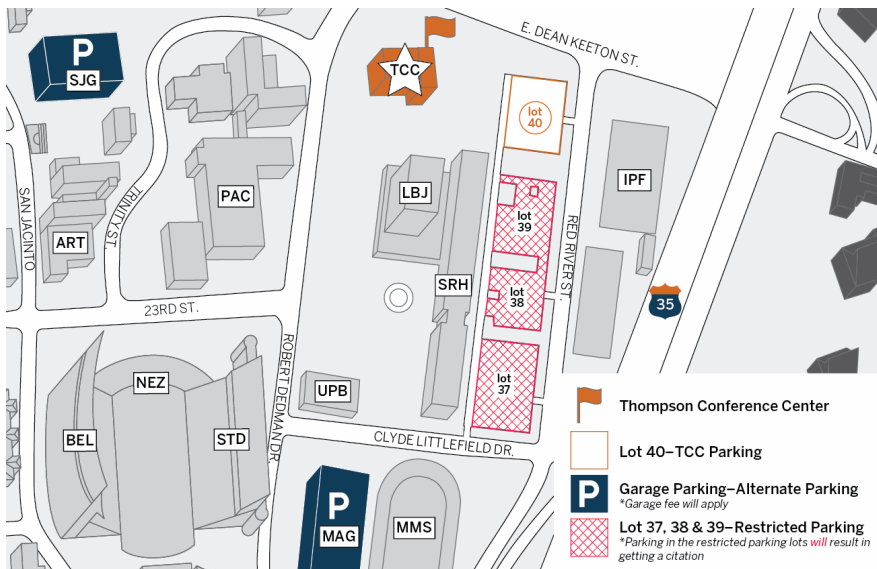 E. DEAN KEETON ST.
P
SJG
TCC
lot
40
SAN JACINTO
TRINITY ST.
PAC
LBJ
IPF
ART
lot
39
RED RIVER ST.
SRH
lot
38
35
23RD ST.
ROBERT DEDMAN DR.
NEZ
UPB
lot
37
BEL
STD
CLYDE LITTLEFIELD DR.
P
MAG
MMS
Thompson Conference Center
Lot 40–TCC Parking
P
Garage Parking–Alternate Parking
*Garage fee will apply
Lot 37, 38 & 39–Restricted Parking
*Parking in the restricted parking lots will result in
getting a citation